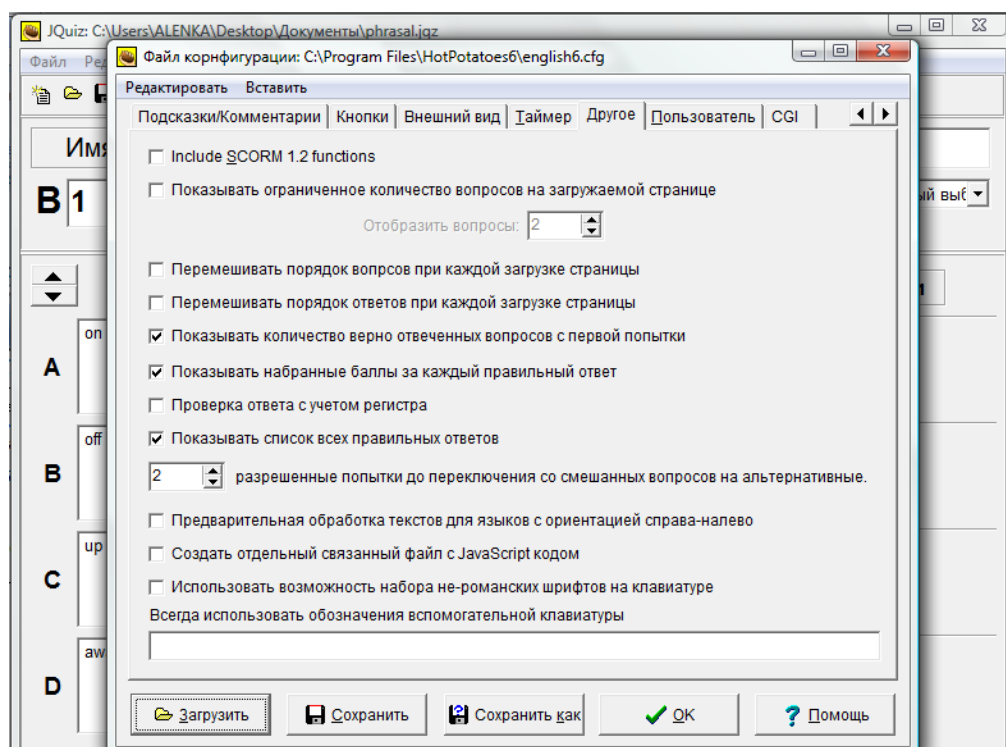 JQuiz: C:\Users\ALENKA\Desktop\Документы\phrasal.jqz
Файл корнфигурации: C:\Program Files\HotPotatoes6\english6.cfg
Файл
Редактировать Вставить
Подсказки/Комментарии Кнопки Внешний вид Таймер Другое Пользователь CGI
Include SCORM 1.2 functions
Показывать ограниченное количество вопросов на загружаемой странице
В 1
Отобразить вопросы: 2
Перемешивать порядок вопрсов при каждой загрузке страницы
Перемешивать порядок ответов при каждой загрузке страницы
on
Показывать количество верно отвеченных вопросов с первой попытки
A
Показывать набранные баллы за каждый правильный ответ
Проверка ответа с учетом регистра
off
Показывать список всех правильных ответов
B
2 разрешенные попытки до переключения со смешанных вопросов на альтернативные.
Предварительная обработка текстов для языков с ориентацией справа-налево
up
Создать отдельный связанный файл с JavaScript кодом
C
Использовать возможность набора не-романских шрифтов на клавиатуре
Всегда использовать обозначения вспомогательной клавиатуры
D
Загрузить Сохранить Сохранить как OK Помощь